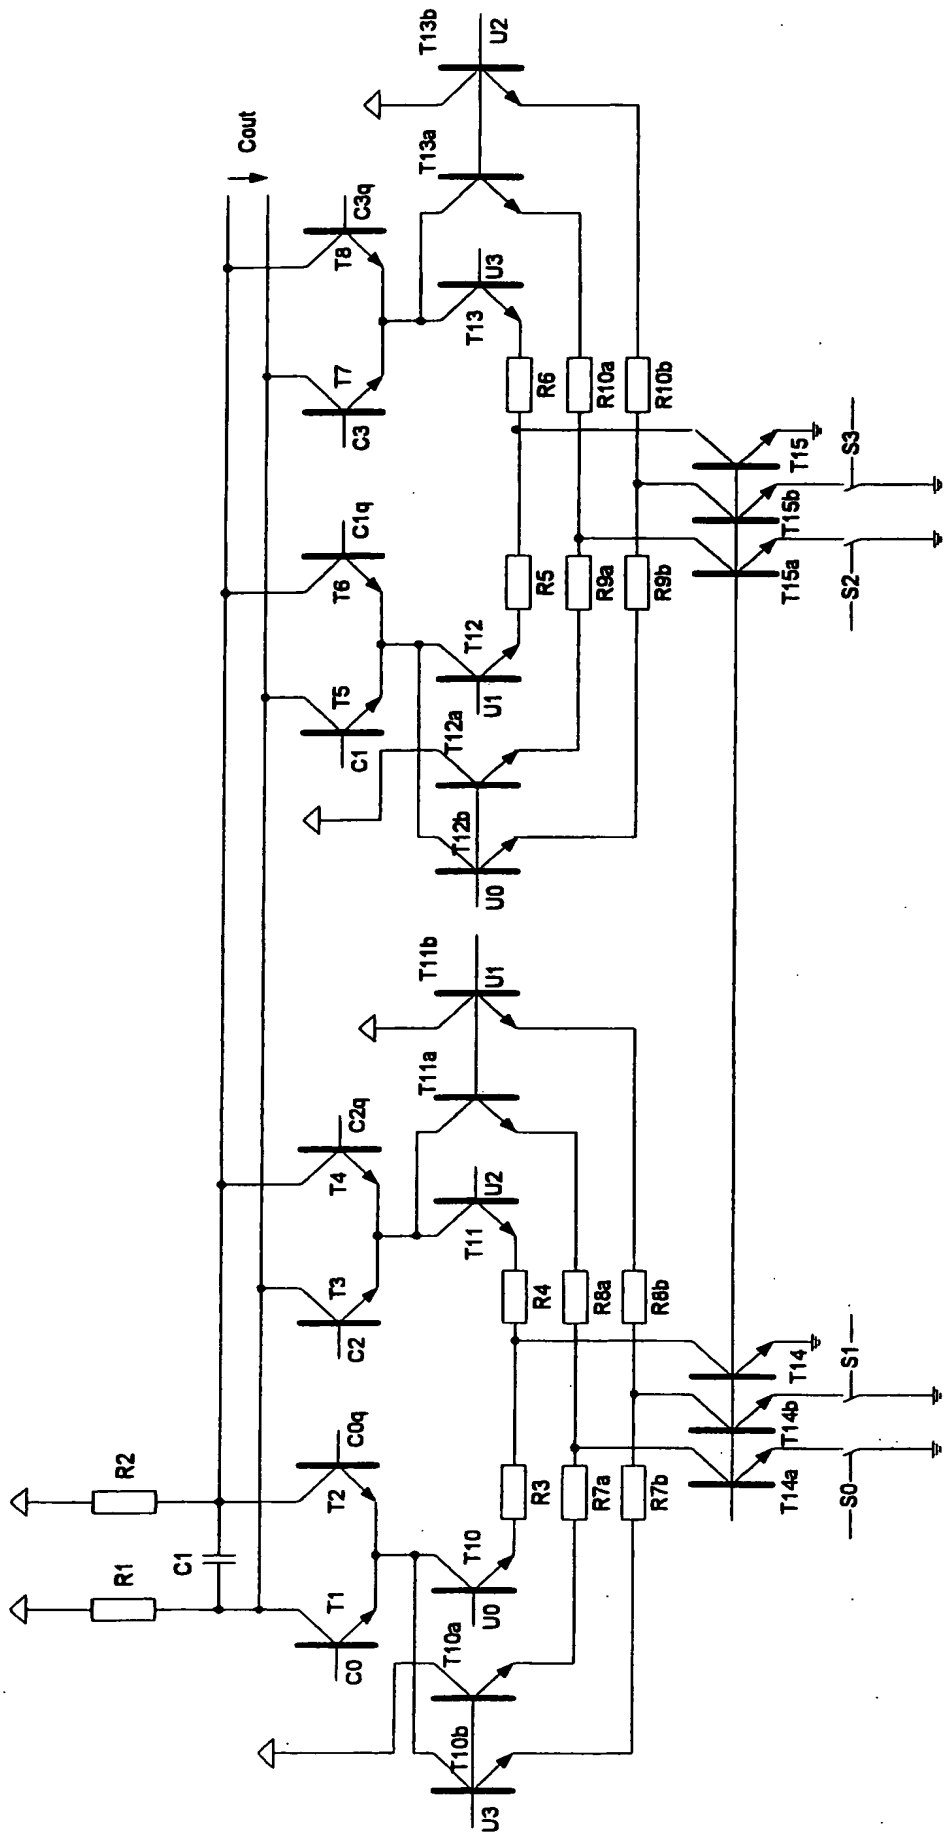 R1
R2
C1
Cout
T1
T2
T3
T4
T5
T6
T7
T8
C0
C0q
C2
C2q
C1
C1q
C3
C3q
T10b
T10a
T10
T11
T11a
T11b
T12b
T12a
T12
T13
T13a
T13b
U3
U0
U2
U1
U0
U1
U3
U2
R3
R4
R5
R6
R7a
R8a
R9a
R10a
R7b
R8b
R9b
R10b
T14a
T14b
T14
T15a
T15b
T15
S0
S1
S2
S3